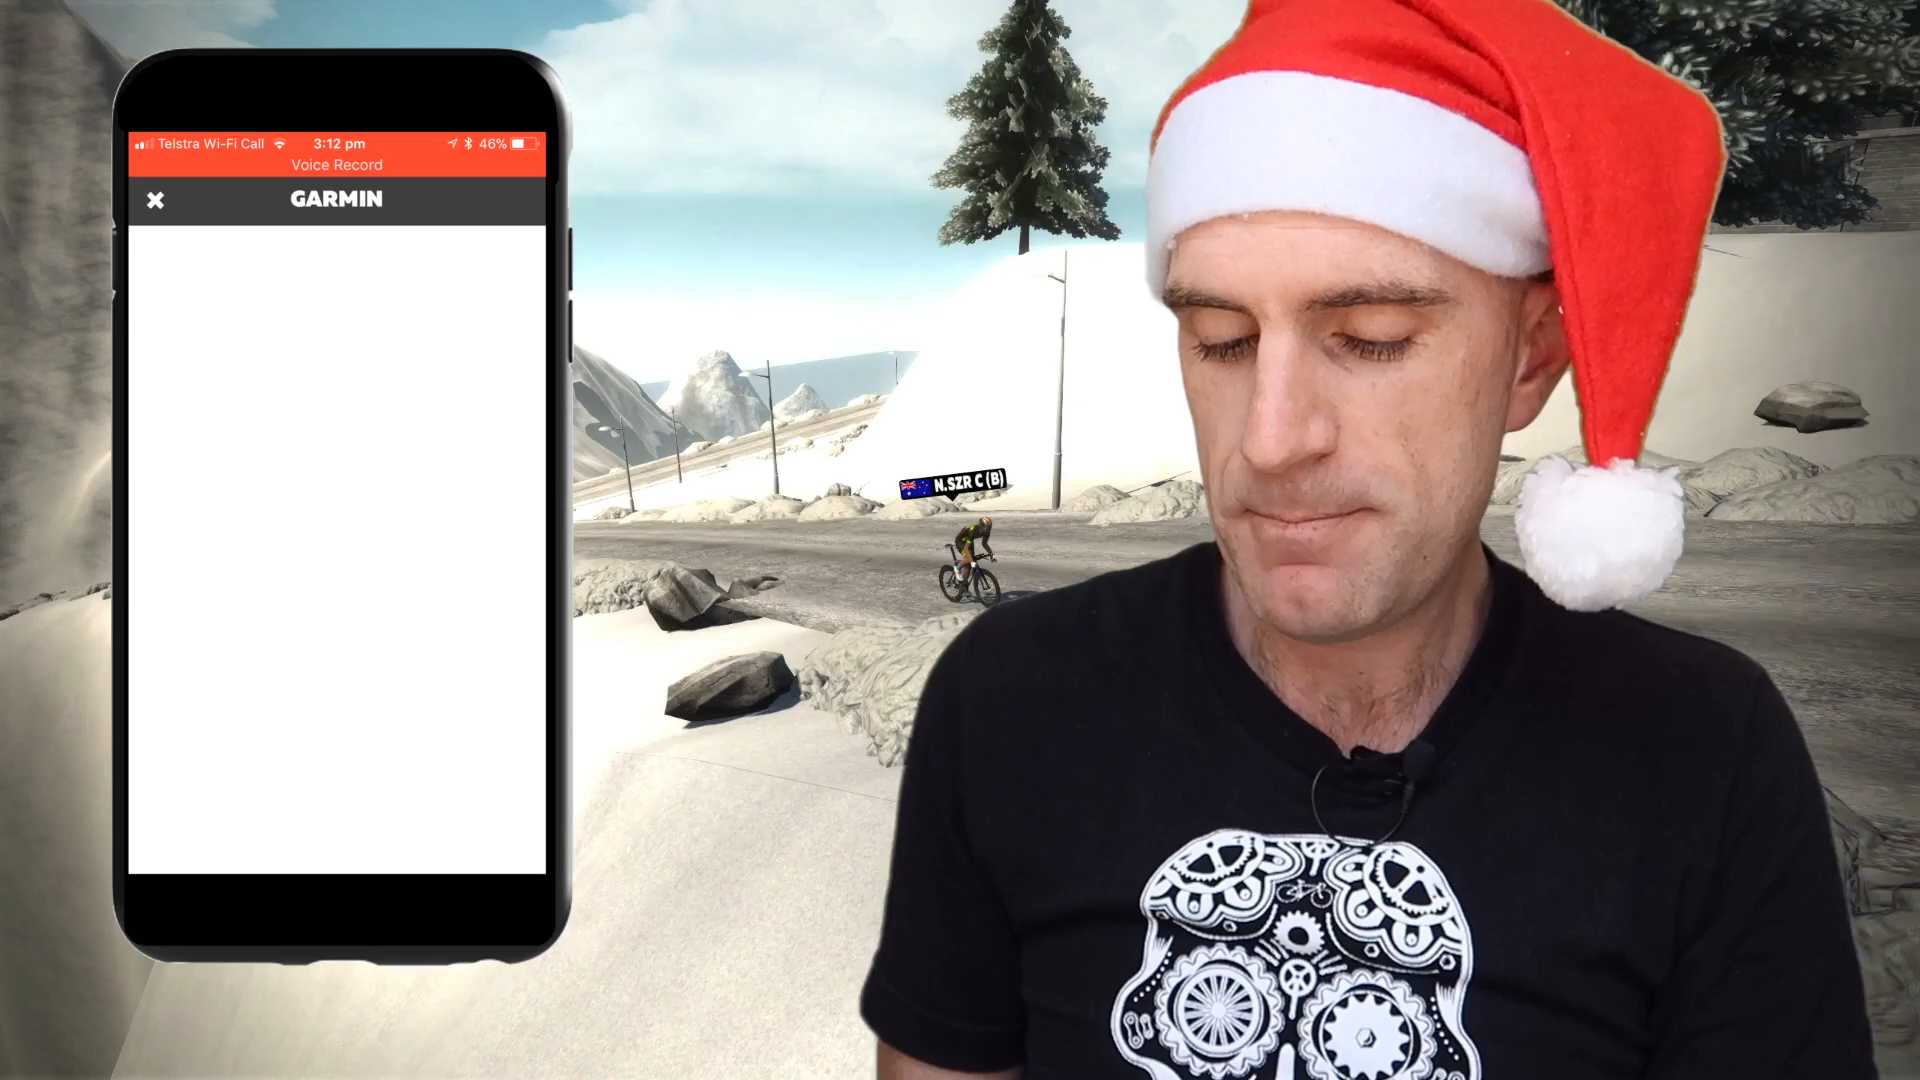 Telstra Wi-Fi Call 3:12 pm 46%
Voice Record
GARMIN
N.SZR C (B)